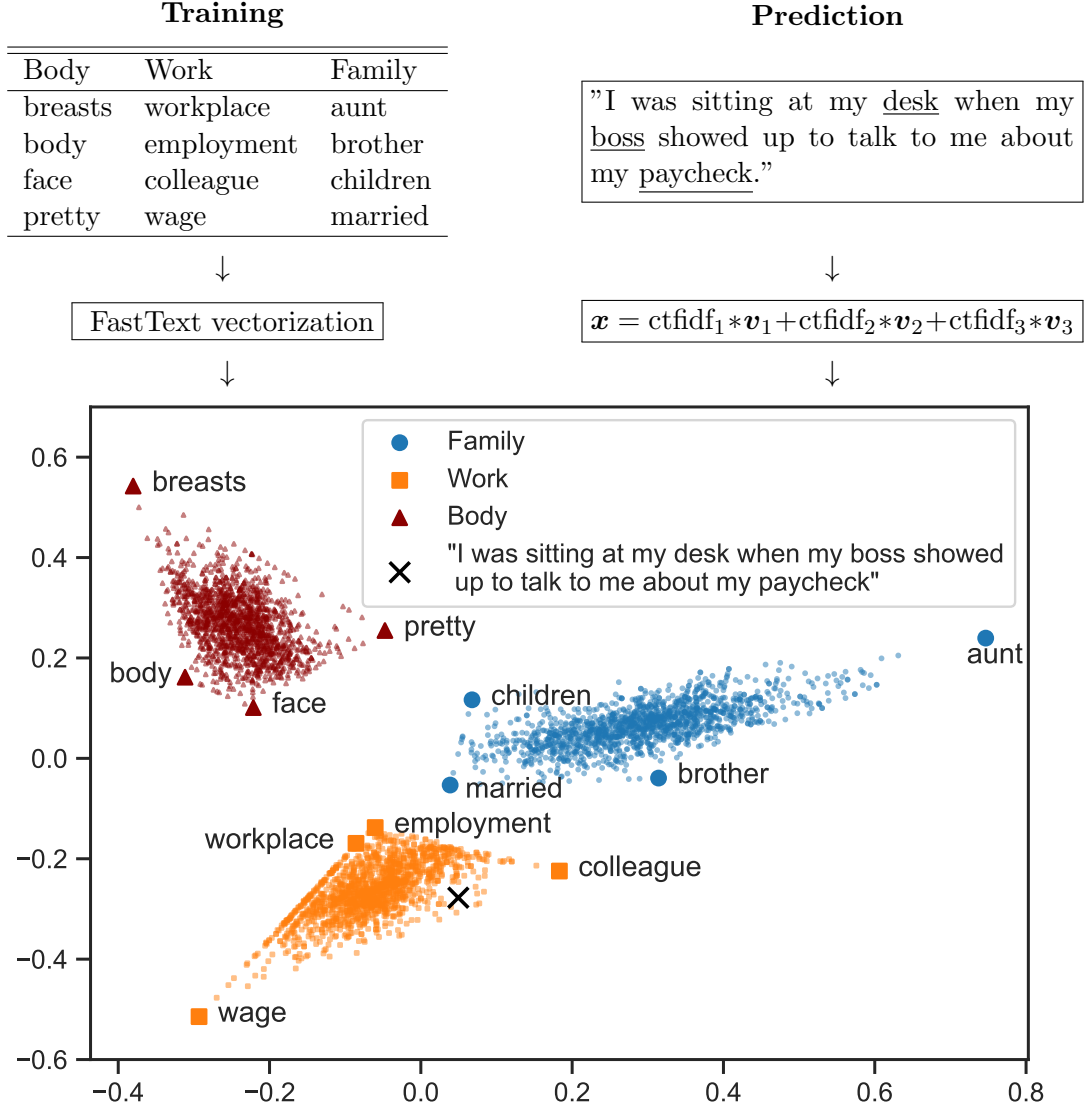 Training
Body Work Family
breasts workplace aunt
body employment brother
face colleague children
pretty wage married
↓
FastText vectorization
↓
Prediction
”I was sitting at my desk when my
boss showed up to talk to me about
my paycheck.”
↓
x = ctfidf₁*v₁+ctfidf₂*v₂+ctfidf₃*v₃
↓
Family
Work
Body
"I was sitting at my desk when my boss showed
up to talk to me about my paycheck"
breasts
pretty
body
face
aunt
children
brother
married
employment
workplace
colleague
wage
0.6
0.4
0.2
0.0
−0.2
−0.4
−0.6
−0.4 −0.2 0.0 0.2 0.4 0.6 0.8